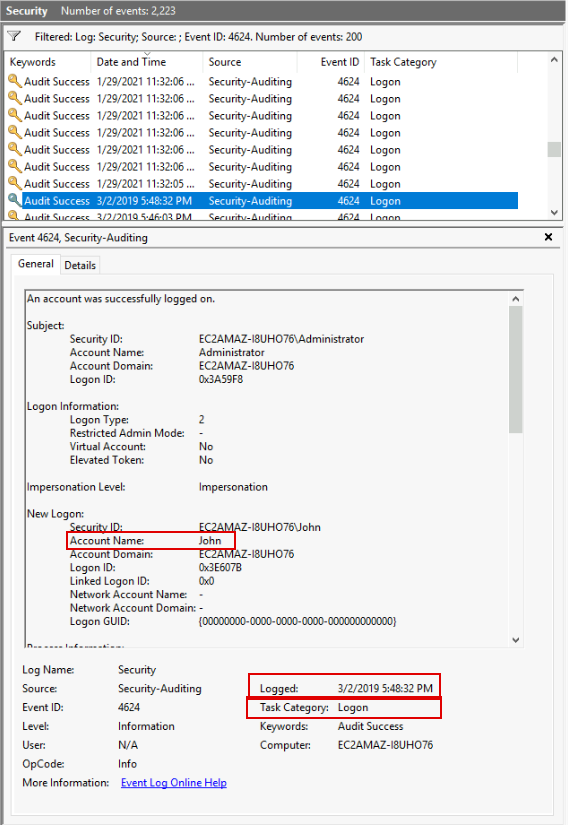 Security Number of events: 2,223
Filtered: Log: Security; Source: ; Event ID: 4624. Number of events: 200
Keywords Date and Time Source Event ID Task Category
Audit Success 1/29/2021 11:32:06 ... Security-Auditing 4624 Logon
Audit Success 1/29/2021 11:32:06 ... Security-Auditing 4624 Logon
Audit Success 1/29/2021 11:32:06 ... Security-Auditing 4624 Logon
Audit Success 1/29/2021 11:32:06 ... Security-Auditing 4624 Logon
Audit Success 1/29/2021 11:32:06 ... Security-Auditing 4624 Logon
Audit Success 1/29/2021 11:32:06 ... Security-Auditing 4624 Logon
Audit Success 1/29/2021 11:32:05 ... Security-Auditing 4624 Logon
Audit Success 3/2/2019 5:48:32 PM Security-Auditing 4624 Logon
Audit Success 3/2/2019 5:46:03 PM Security-Auditing 4624 Logon
Event 4624, Security-Auditing
General Details
An account was successfully logged on.
Subject:
Security ID: EC2AMAZ-I8UHO76\Administrator
Account Name: Administrator
Account Domain: EC2AMAZ-I8UHO76
Logon ID: 0x3A59F8
Logon Information:
Logon Type: 2
Restricted Admin Mode: -
Virtual Account: No
Elevated Token: No
Impersonation Level: Impersonation
New Logon:
Security ID: EC2AMAZ-I8UHO76\John
Account Name: John
Account Domain: EC2AMAZ-I8UHO76
Logon ID: 0x3E607B
Linked Logon ID: 0x0
Network Account Name: -
Network Account Domain: -
Logon GUID: {00000000-0000-0000-0000-000000000000}
Process Information:
Log Name: Security
Source: Security-Auditing Logged: 3/2/2019 5:48:32 PM
Event ID: 4624 Task Category: Logon
Level: Information Keywords: Audit Success
User: N/A Computer: EC2AMAZ-I8UHO76
OpCode: Info
More Information: Event Log Online Help